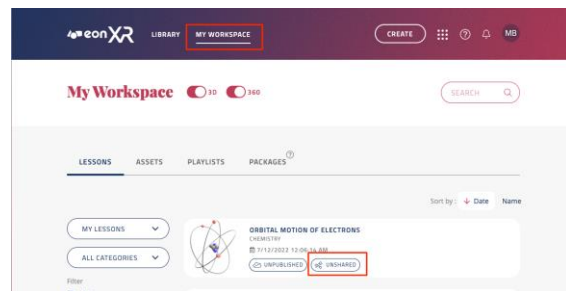 eonXR LIBRARY MY WORKSPACE CREATE MB
My Workspace 3D 360 SEARCH
LESSONS ASSETS PLAYLISTS PACKAGES
Sort by : Date Name
MY LESSONS
ALL CATEGORIES
Filter
ORBITAL MOTION OF ELECTRONS
CHEMISTRY
7/12/2022 12:06:14 AM
UNPUBLISHED UNSHARED